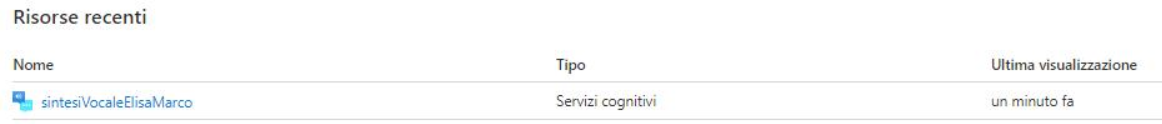 Risorse recenti
Nome Tipo Ultima visualizzazione
sintesiVocaleElisaMarco Servizi cognitivi un minuto fa